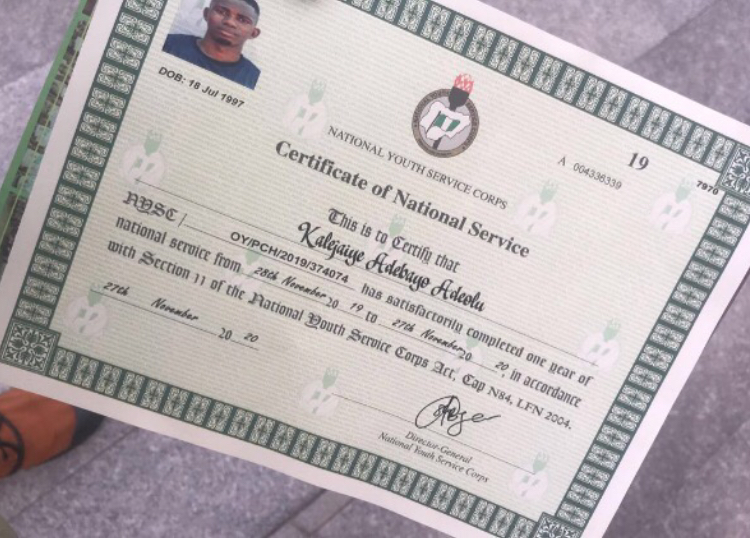 DOB: 18 Jul 1997
NATIONAL YOUTH SERVICE CORPS
A 004336339
19
7970
Certificate of National Service
This is to Certify that
Kalejaiye Adebayo Adeolu
NYSC/ OY/PCH/2019/374074 has satisfactorily completed one year of
national service from 28th November 20 19 to 27th November 20 20, in accordance
with Section 11 of the National Youth Service Corps Act, Cap N84, LFN 2004.
27th November 20 20
Director-General
National Youth Service Corps